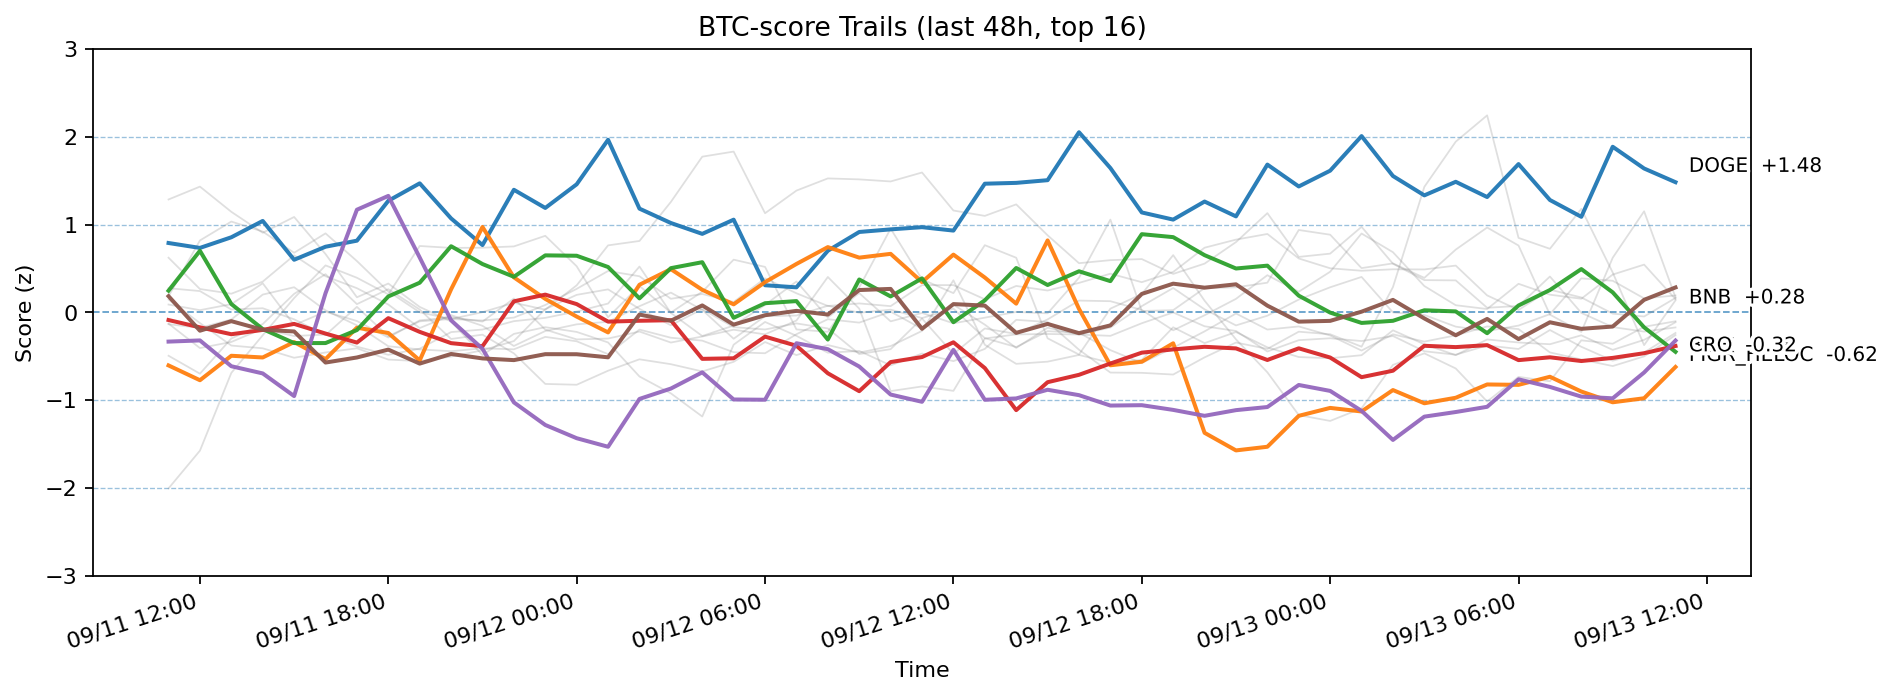 BTC-score Trails (last 48h, top 16)
Score (z)
3
2
1
0
−1
−2
−3
DOGE +1.48
BNB +0.28
CRO -0.32
-0.62
09/11 12:00
09/11 18:00
09/12 00:00
09/12 06:00
09/12 12:00
09/12 18:00
09/13 00:00
09/13 06:00
09/13 12:00
Time